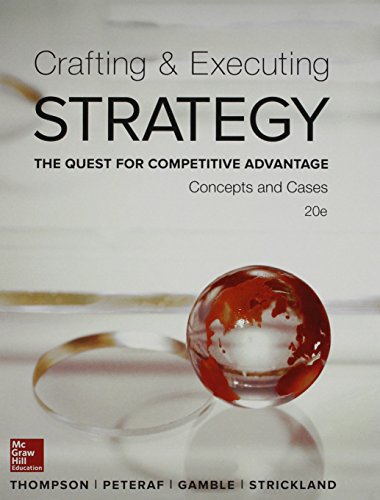 Crafting & Executing
STRATEGY
THE QUEST FOR COMPETITIVE ADVANTAGE
Concepts and Cases
20e
Mc
Graw
Hill
Education
THOMPSON | PETERAF | GAMBLE | STRICKLAND